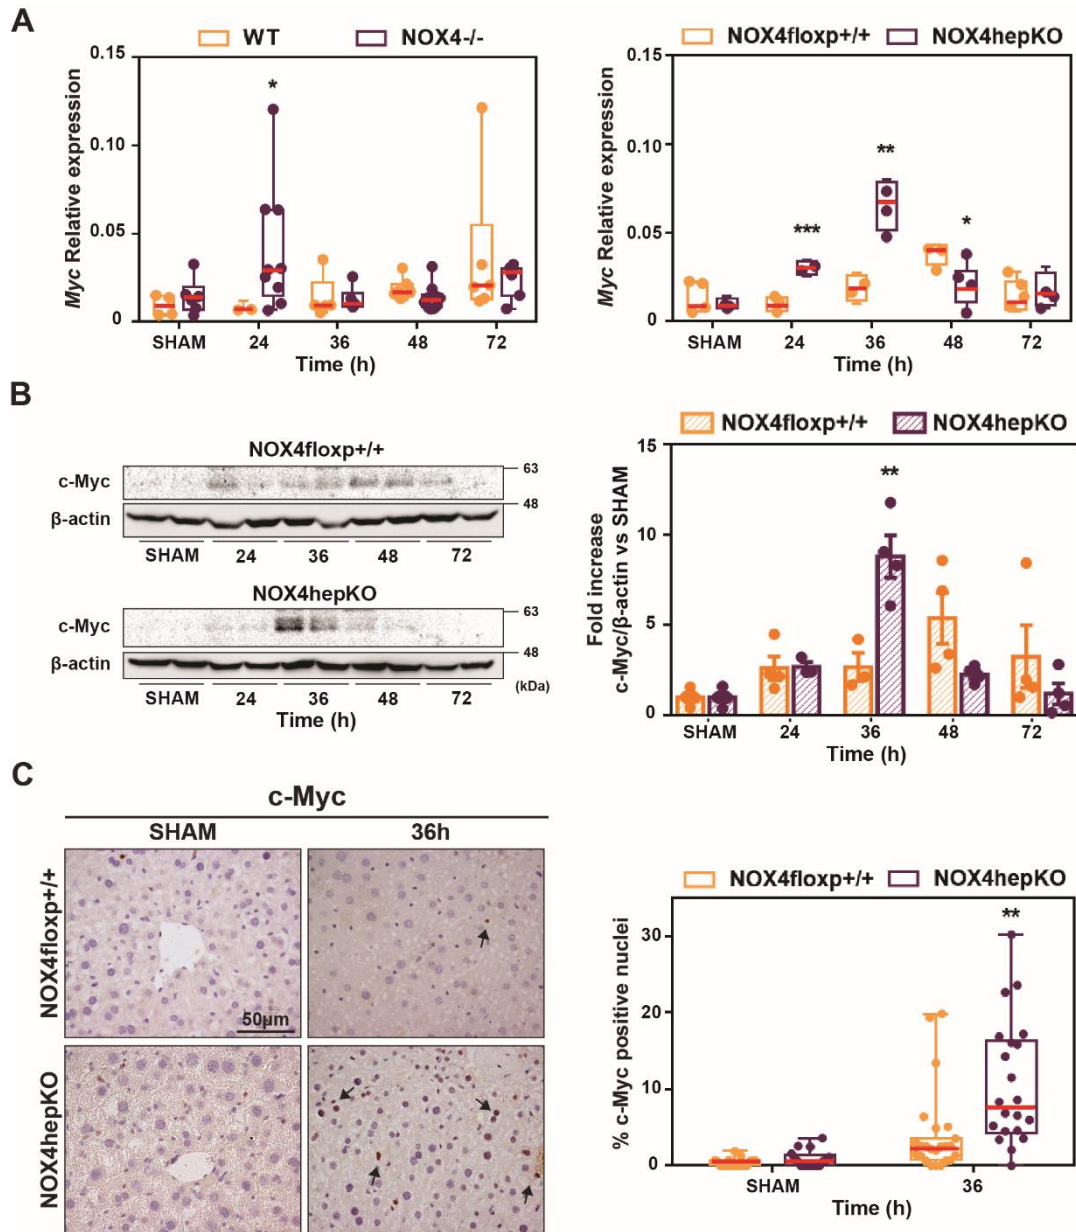 A
WT NOX4-/-
0.15
0.10
0.05
0
Myc Relative expression
*
SHAM 24 36 48 72
Time (h)
NOX4floxp+/+ NOX4hepKO
0.15
0.10
0.05
0
Myc Relative expression
***
**
*
SHAM 24 36 48 72
Time (h)
B
NOX4floxp+/+
c-Myc
63
48
β-actin
SHAM 24 36 48 72
NOX4hepKO
c-Myc
63
48
β-actin
(kDa)
SHAM 24 36 48 72
Time (h)
NOX4floxp+/+ NOX4hepKO
15
10
5
0
Fold increase
c-Myc/β-actin vs SHAM
**
SHAM 24 36 48 72
Time (h)
C
c-Myc
SHAM 36h
NOX4floxp+/+
50µm
NOX4hepKO
NOX4floxp+/+ NOX4hepKO
30
20
10
0
% c-Myc positive nuclei
**
SHAM 36
Time (h)